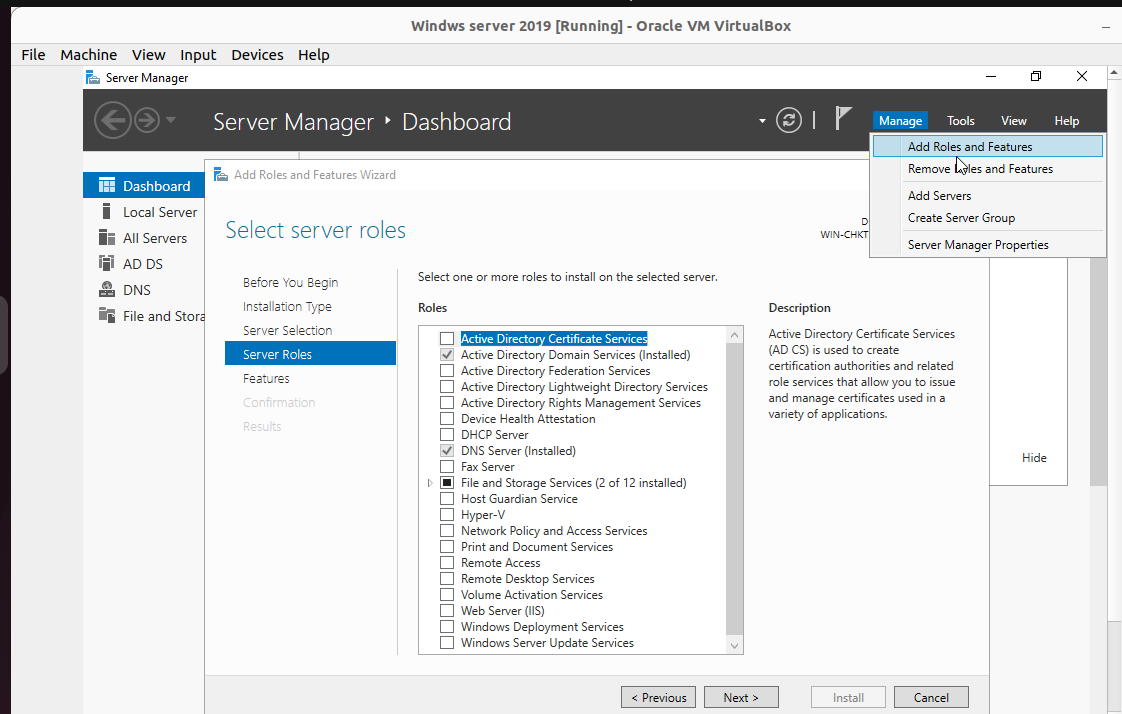 Windws server 2019 [Running] - Oracle VM VirtualBox
File Machine View Input Devices Help
Server Manager
Server Manager Dashboard
Manage Tools View Help
Add Roles and Features
Remove and Features
Add Servers
Create Server Group
Server Manager Properties
Dashboard
Local Server
All Servers
AD DS
DNS
File and Stora
Add Roles and Features Wizard
Select server roles
WIN-CHKT
Before You Begin
Installation Type
Server Selection
Server Roles
Features
Confirmation
Results
Select one or more roles to install on the selected server.
Roles
Active Directory Certificate Services
Active Directory Domain Services (Installed)
Active Directory Federation Services
Active Directory Lightweight Directory Services
Active Directory Rights Management Services
Device Health Attestation
DHCP Server
DNS Server (Installed)
Fax Server
File and Storage Services (2 of 12 installed)
Host Guardian Service
Hyper-V
Network Policy and Access Services
Print and Document Services
Remote Access
Remote Desktop Services
Volume Activation Services
Web Server (IIS)
Windows Deployment Services
Windows Server Update Services
Description
Active Directory Certificate Services
(AD CS) is used to create
certification authorities and related
role services that allow you to issue
and manage certificates used in a
variety of applications.
Hide
< Previous
Next >
Install
Cancel